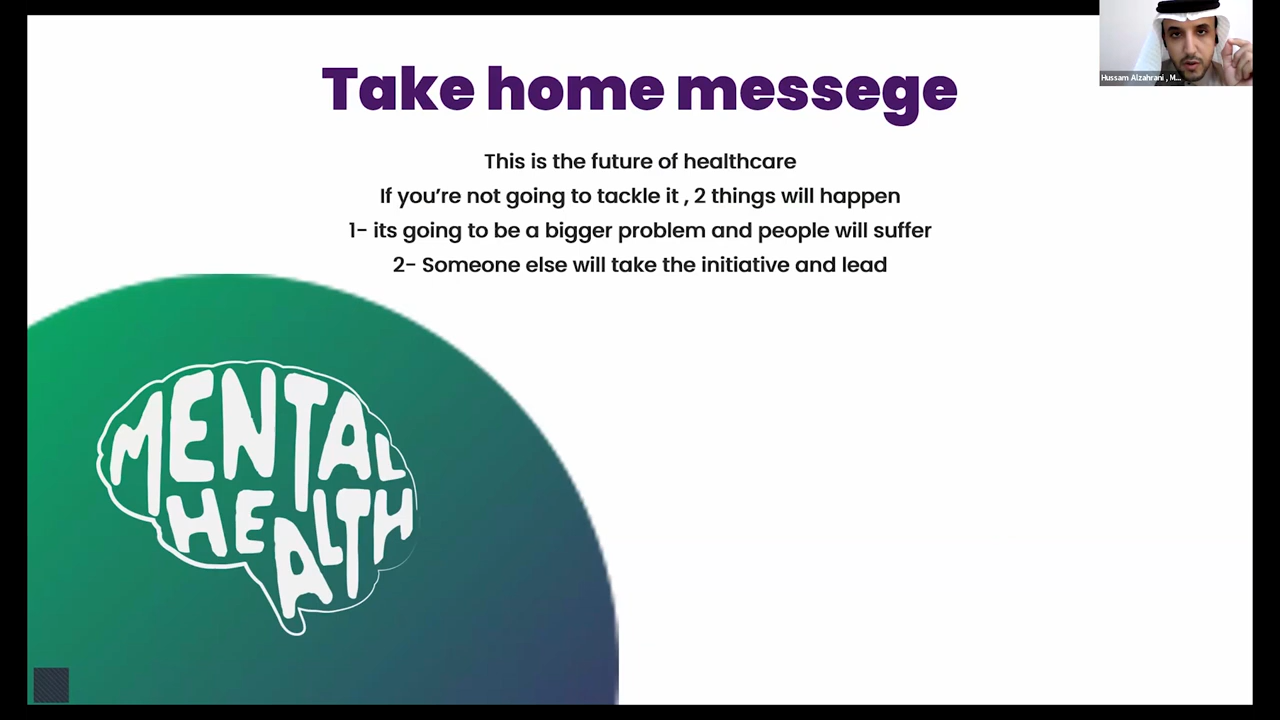 Take home messege
This is the future of healthcare
If you're not going to tackle it , 2 things will happen
1- its going to be a bigger problem and people will suffer
2- Someone else will take the initiative and lead
MENTAL
HEALTH
Hussam Alzahrani , M...